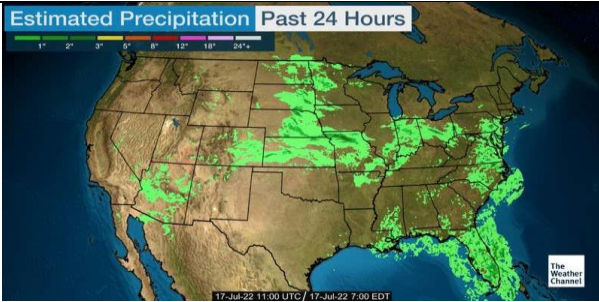 Estimated Precipitation Past 24 Hours
1" 2" 3" 5" 8" 12" 18" 24"+
The
Weather
Channel
17-Jul-22 11:00 UTC / 17-Jul-22 7:00 EDT